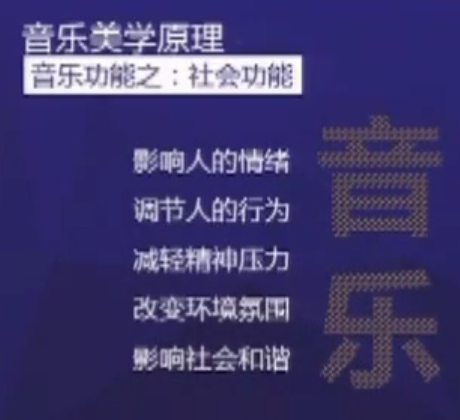 音乐美学原理
音乐功能之：社会功能
影响人的情绪
调节人的行为
减轻精神压力
改变环境氛围
影响社会和谐
音
乐